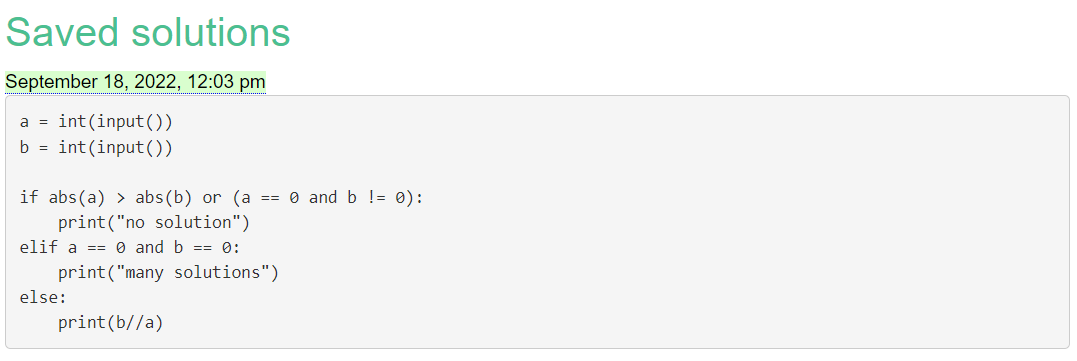 Saved solutions
September 18, 2022, 12:03 pm
a = int(input())
b = int(input())
if abs(a) > abs(b) or (a == 0 and b != 0):
    print("no solution")
elif a == 0 and b == 0:
    print("many solutions")
else:
    print(b//a)